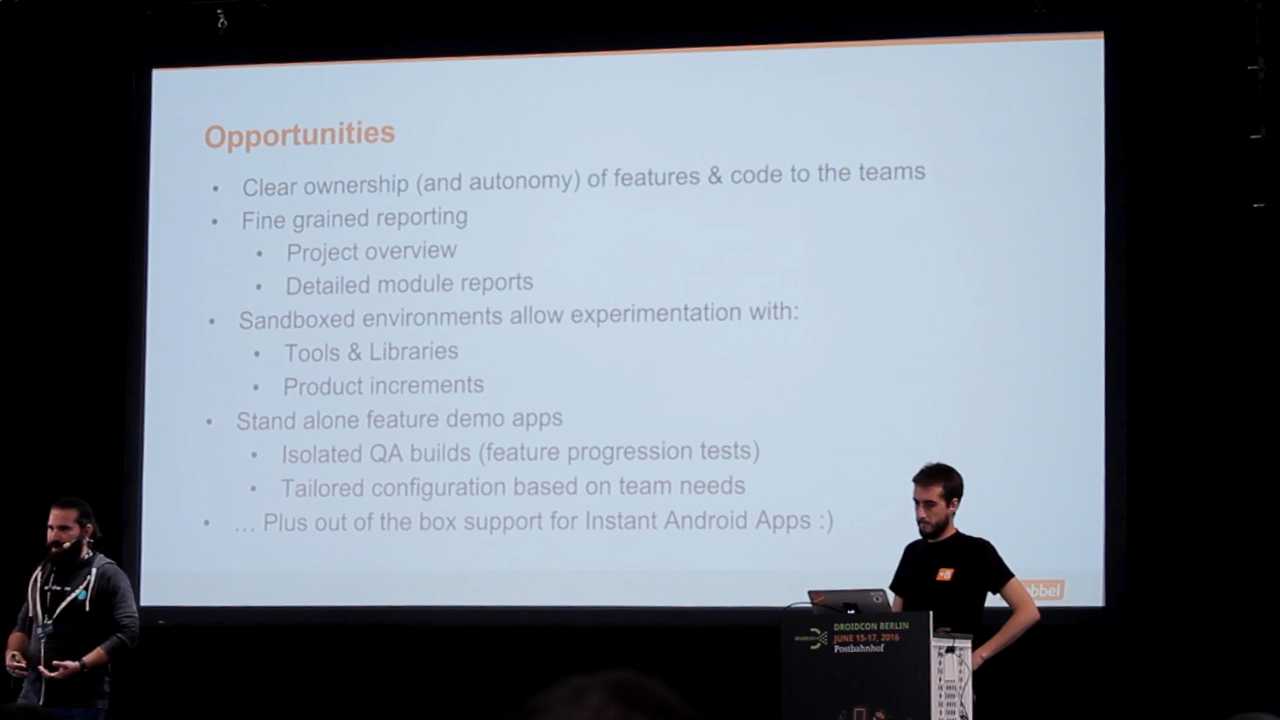 Opportunities
• Clear ownership (and autonomy) of features & code to the teams
• Fine grained reporting
• Project overview
• Detailed module reports
• Sandboxed environments allow experimentation with:
• Tools & Libraries
• Product increments
• Stand alone feature demo apps
• Isolated QA builds (feature progression tests)
• Tailored configuration based on team needs
• … Plus out of the box support for Instant Android Apps :)
bbel
+B
droidcon
DROIDCON BERLIN
JUNE 15-17, 2016
Postbahnhof